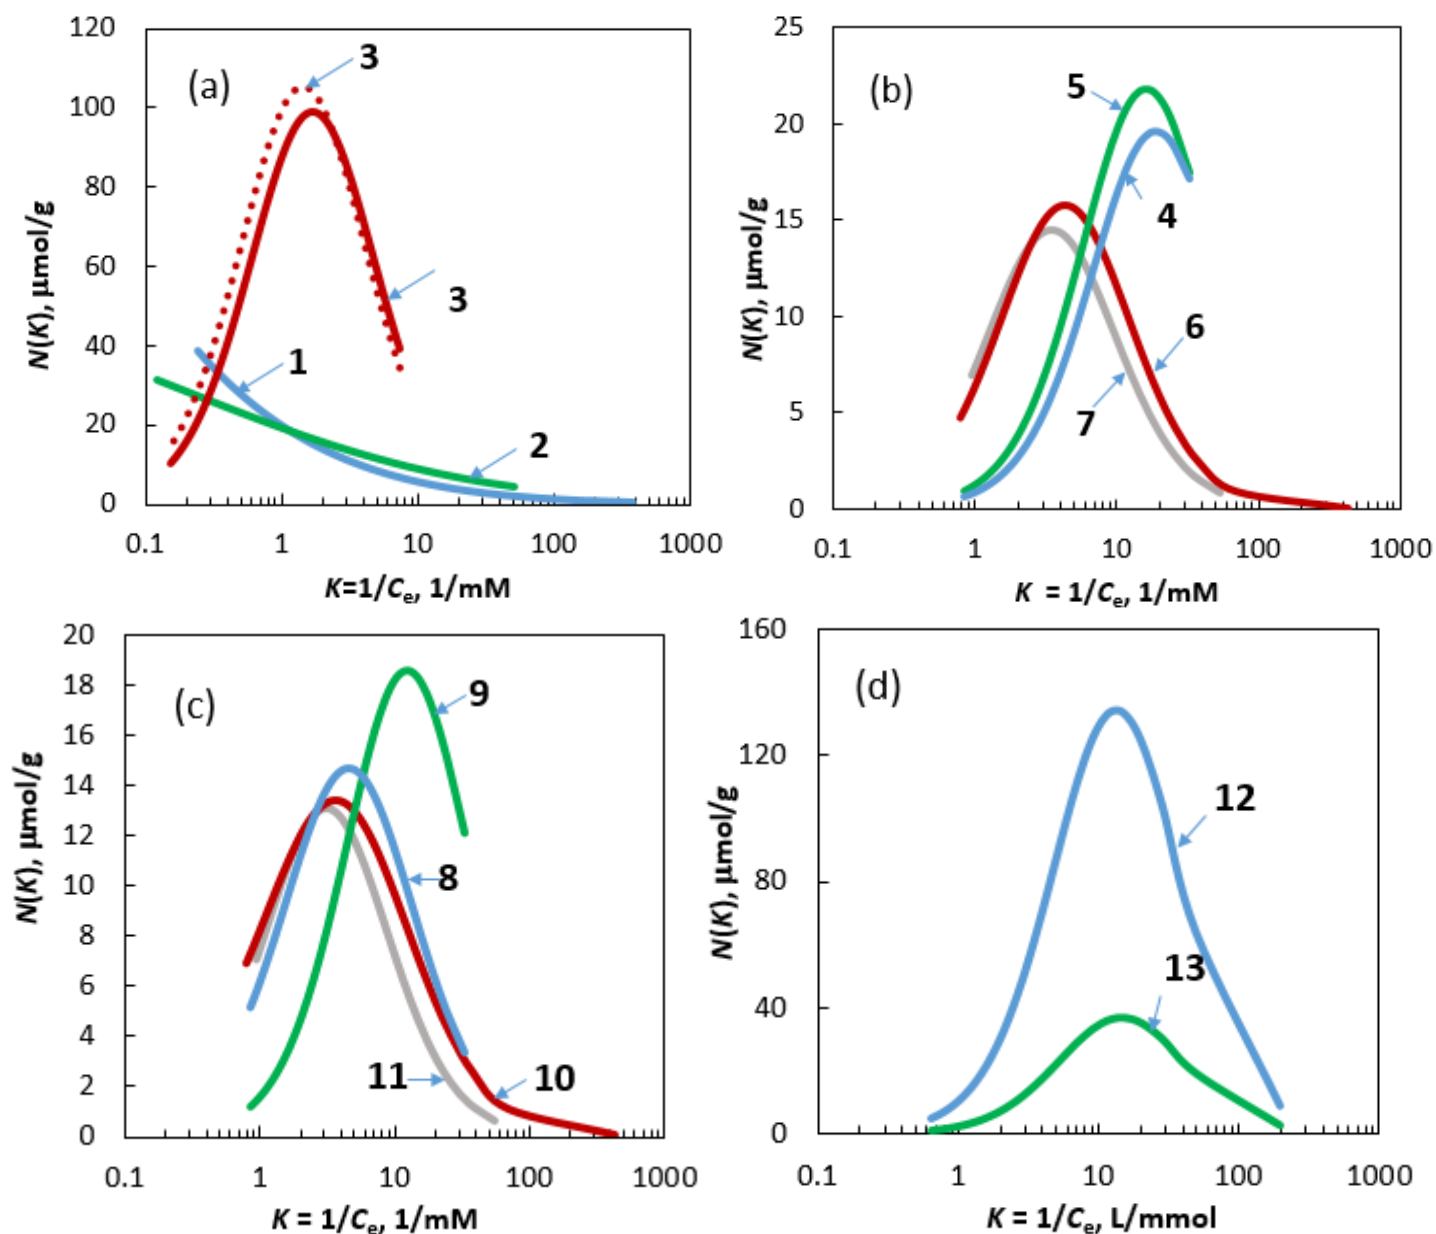 (a)
120
100
80
60
40
20
0
N(K), μmol/g
3
3
1
2
0.1 1 10 100 1000
K=1/Ce, 1/mM
(b)
25
20
15
10
5
0
N(K), μmol/g
5
4
6
7
0.1 1 10 100 1000
K = 1/Ce, 1/mM
(c)
20
18
16
14
12
10
8
6
4
2
0
N(K), μmol/g
9
8
11
10
0.1 1 10 100 1000
K = 1/Ce, 1/mM
(d)
160
120
80
40
0
N(K), μmol/g
12
13
0.1 1 10 100 1000
K = 1/Ce, L/mmol